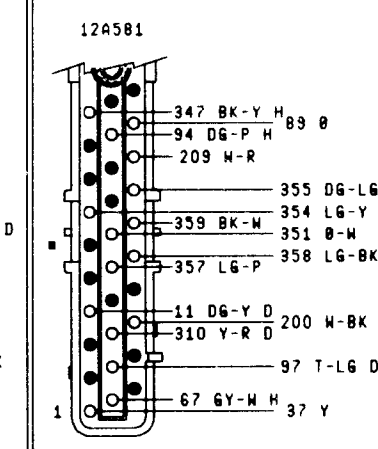 12A581
347 BK-Y H
89 0
94 DG-P H
209 W-R
355 DG-LG
354 LG-Y
359 BK-W
D
351 0-W
358 LG-BK
357 LG-P
11 DG-Y D
200 W-BK
310 Y-R D
97 T-LG D
67 GY-W H
1
37 Y